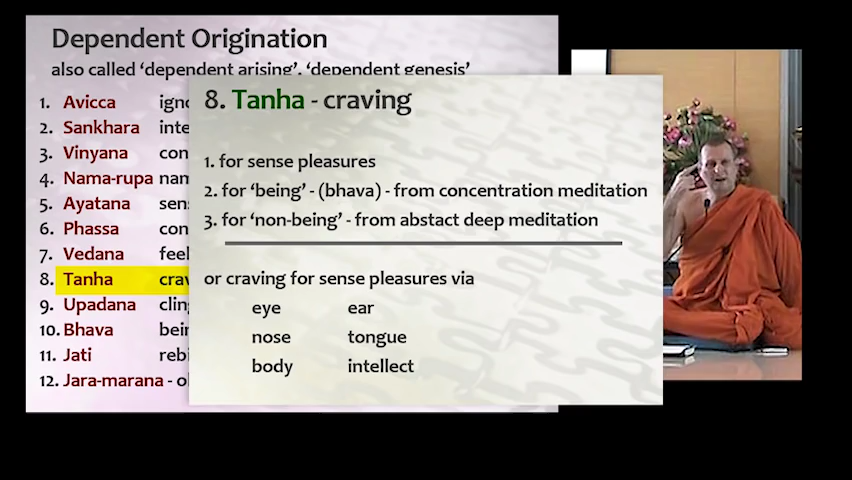 Dependent Origination
also called 'dependent arising', 'dependent genesis'
1. Avicca
2. Sankhara
3. Vinyana
4. Nama-rupa
5. Ayatana
6. Phassa
7. Vedana
8. Tanha
9. Upadana
10. Bhava
11. Jati
12. Jara-marana -
8. Tanha - craving
1. for sense pleasures
2. for 'being' - (bhava) - from concentration meditation
3. for 'non-being' - from abstact deep meditation
or craving for sense pleasures via
eye ear
nose tongue
body intellect